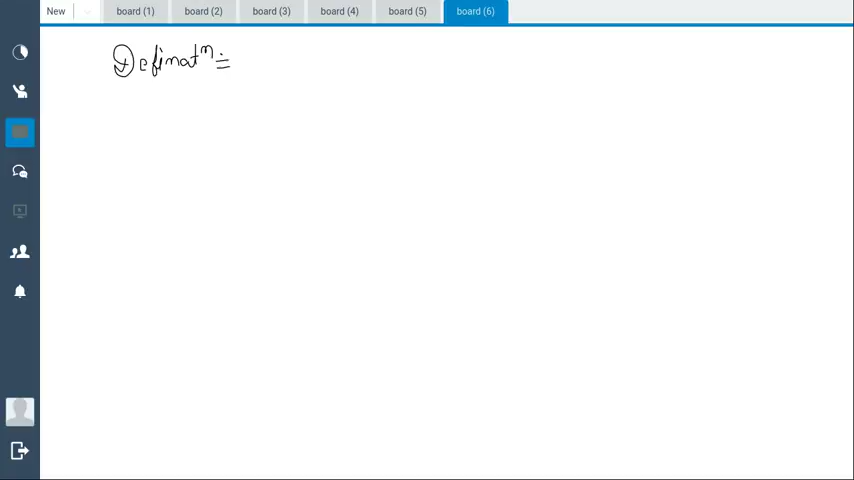 New board (1) board (2) board (3) board (4) board (5) board (6)
Definatⁿ :=